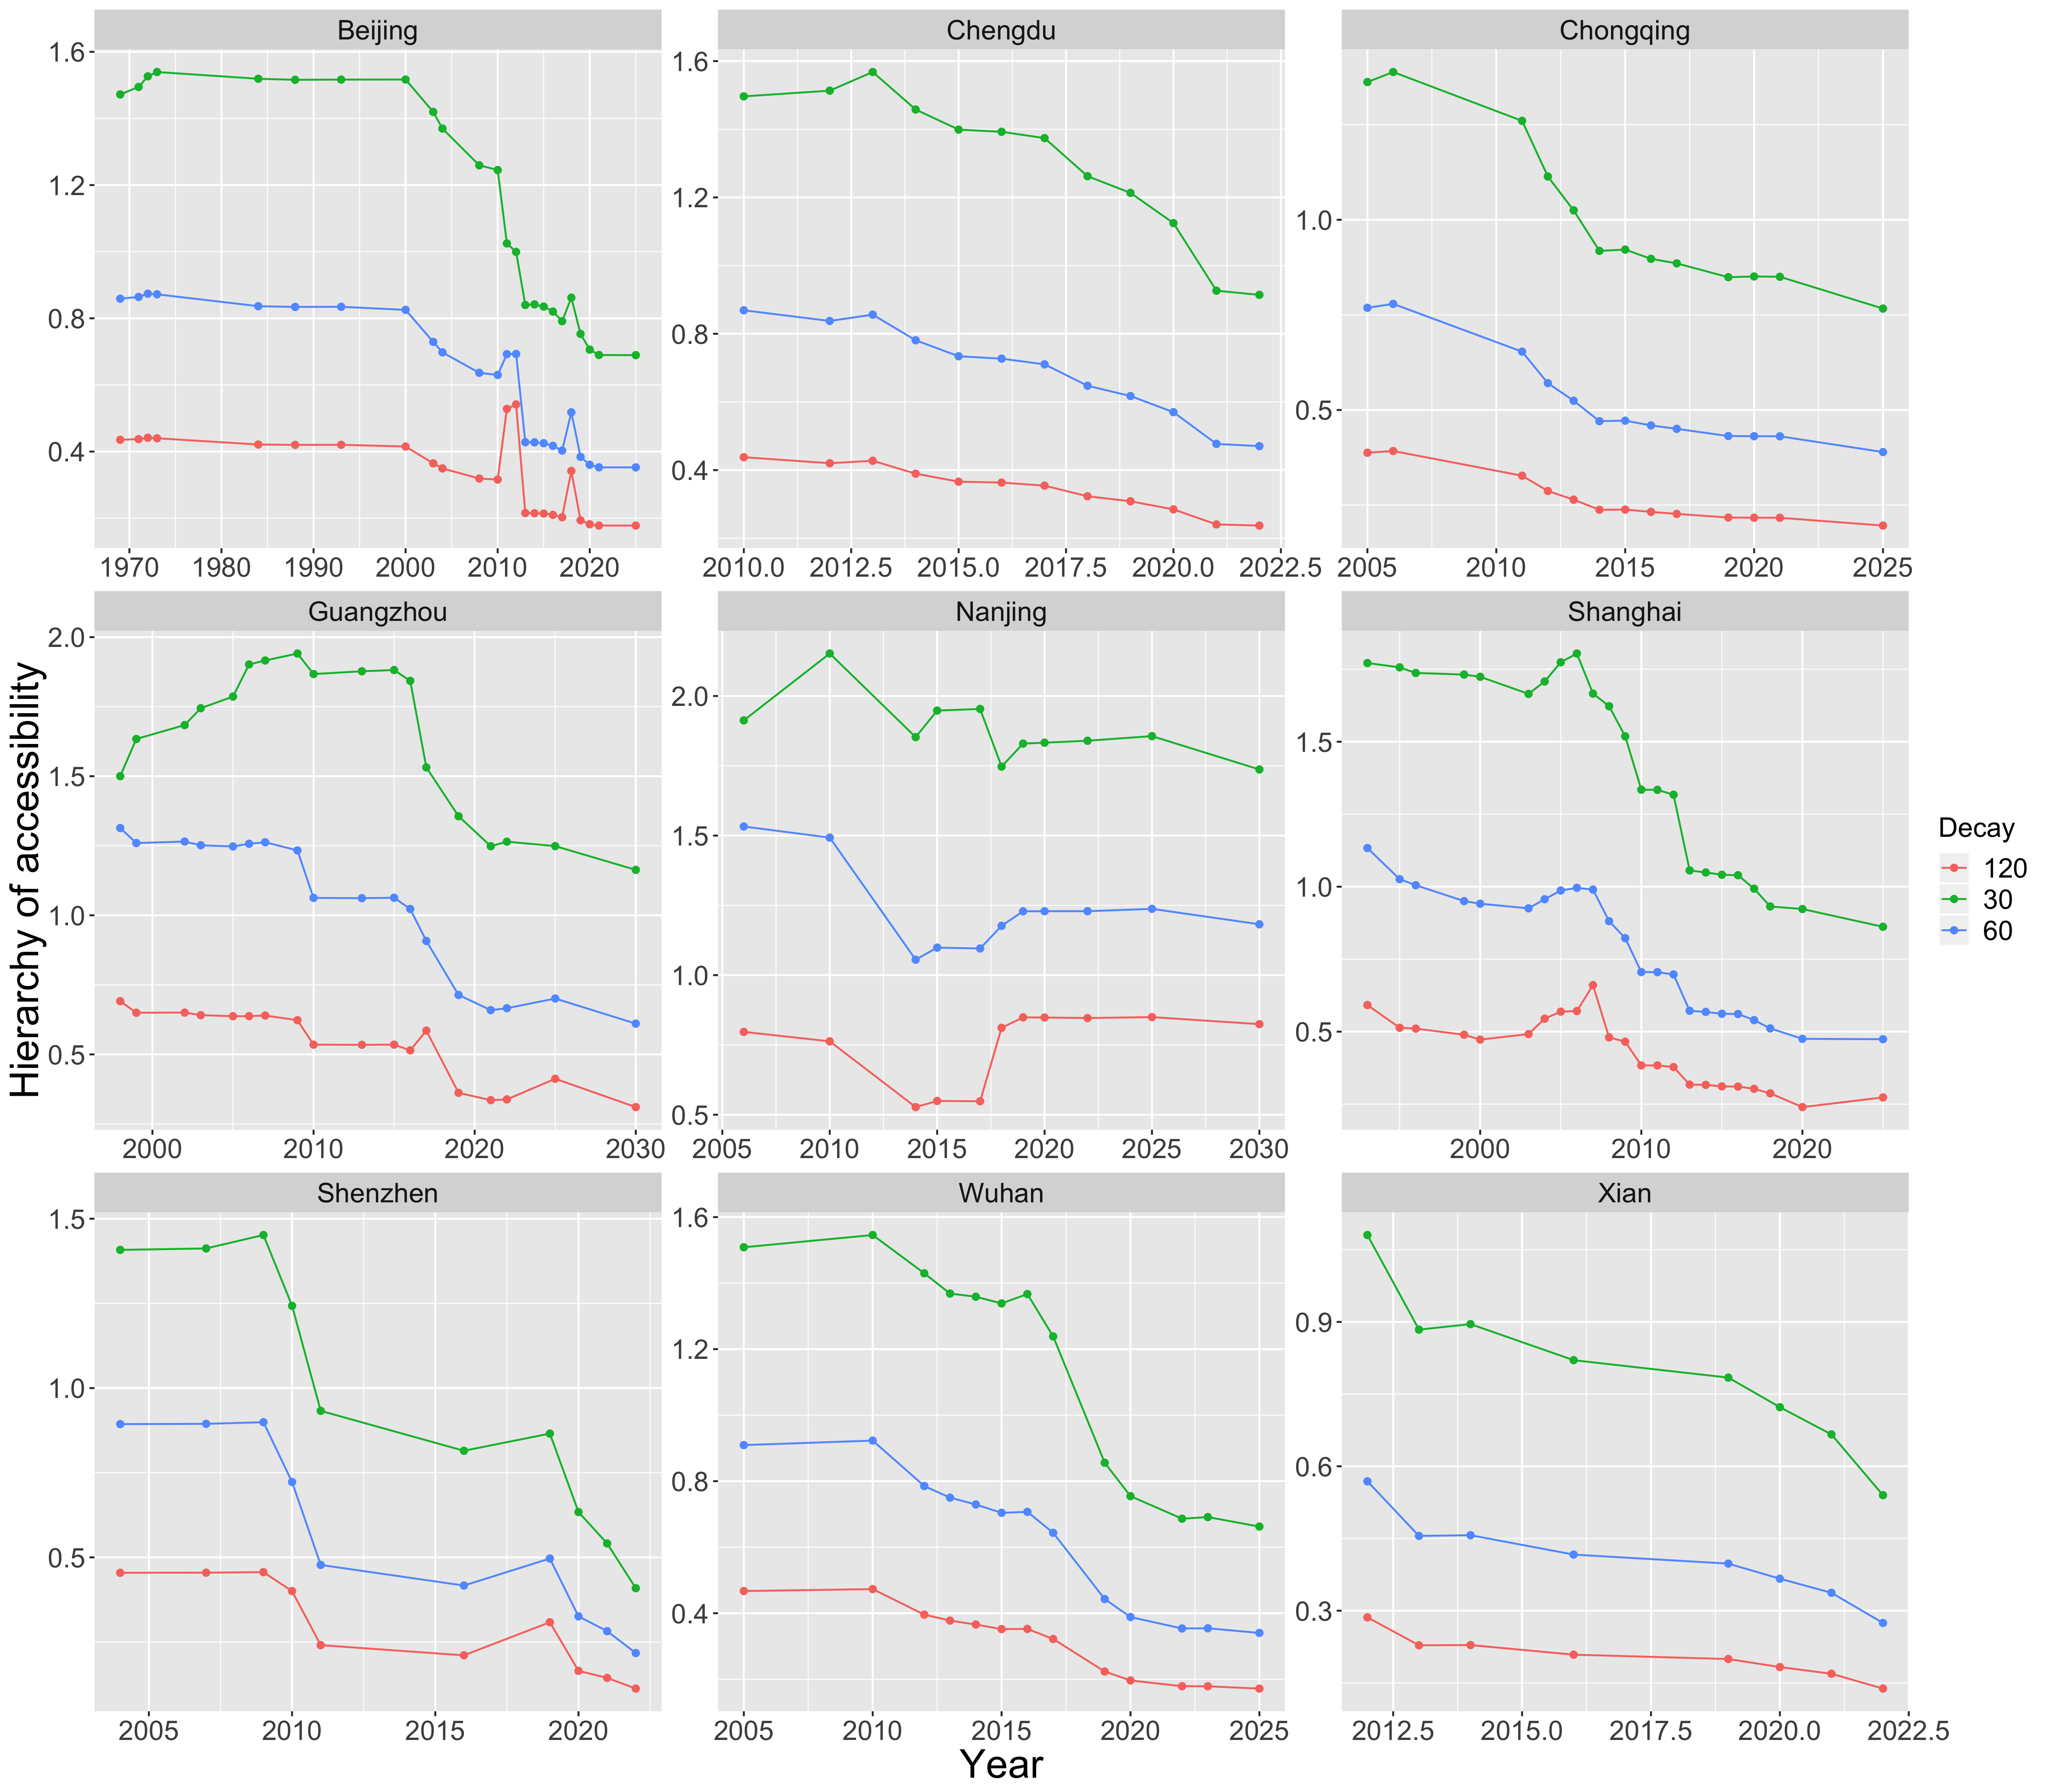 Beijing
Chengdu
Chongqing
1.6
1.2
0.8
0.4
1970 1980 1990 2000 2010 2020
1.6
1.2
0.8
0.4
2010.0 2012.5 2015.0 2017.5 2020.0 2022.5
1.0
0.5
2005 2010 2015 2020 2025
Guangzhou
Nanjing
Shanghai
2.0
1.5
1.0
0.5
2000 2010 2020 2030
2.0
1.5
1.0
0.5
2005 2010 2015 2020 2025 2030
1.5
1.0
0.5
2000 2010 2020
Shenzhen
Wuhan
Xian
1.5
1.0
0.5
2005 2010 2015 2020
1.6
1.2
0.8
0.4
2005 2010 2015 2020 2025
0.9
0.6
0.3
2012.5 2015.0 2017.5 2020.0 2022.5
Hierarchy of accessibility
Year
Decay
120
30
60